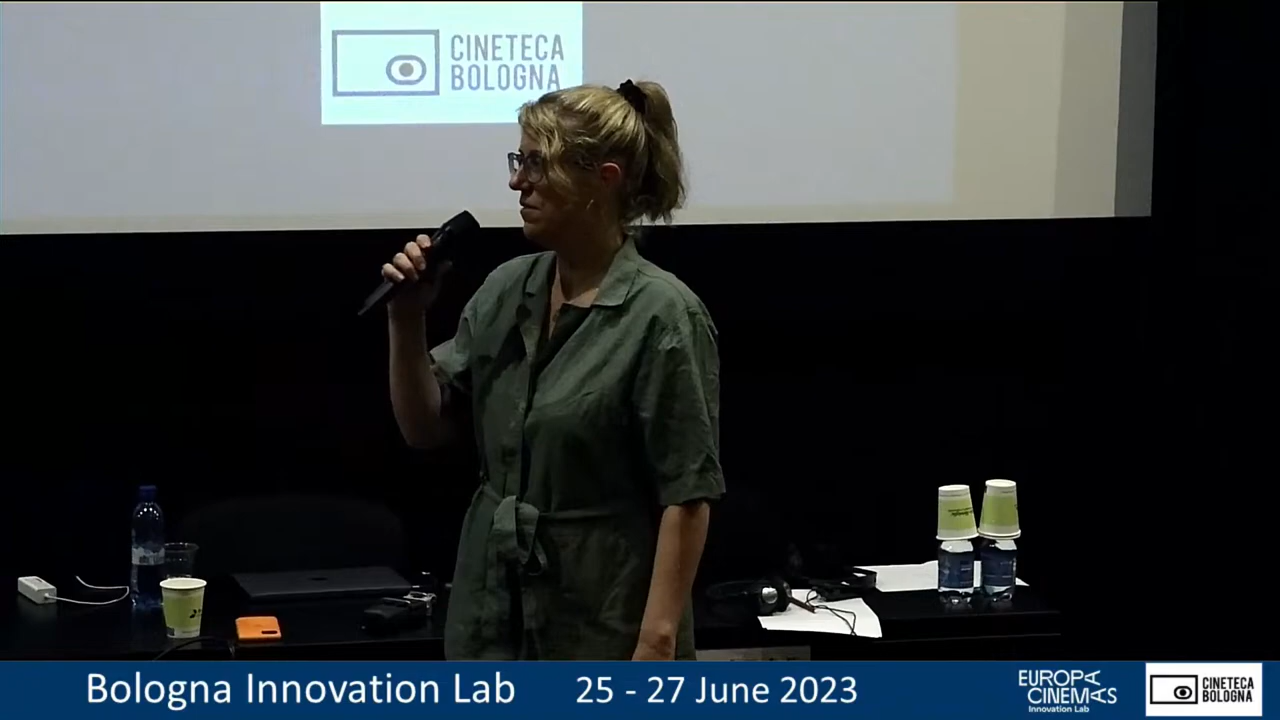 CINETECA
BOLOGNA
Bologna Innovation Lab
25 - 27 June 2023
EUROPA
CINEMAS
Innovation Lab
CINETECA
BOLOGNA